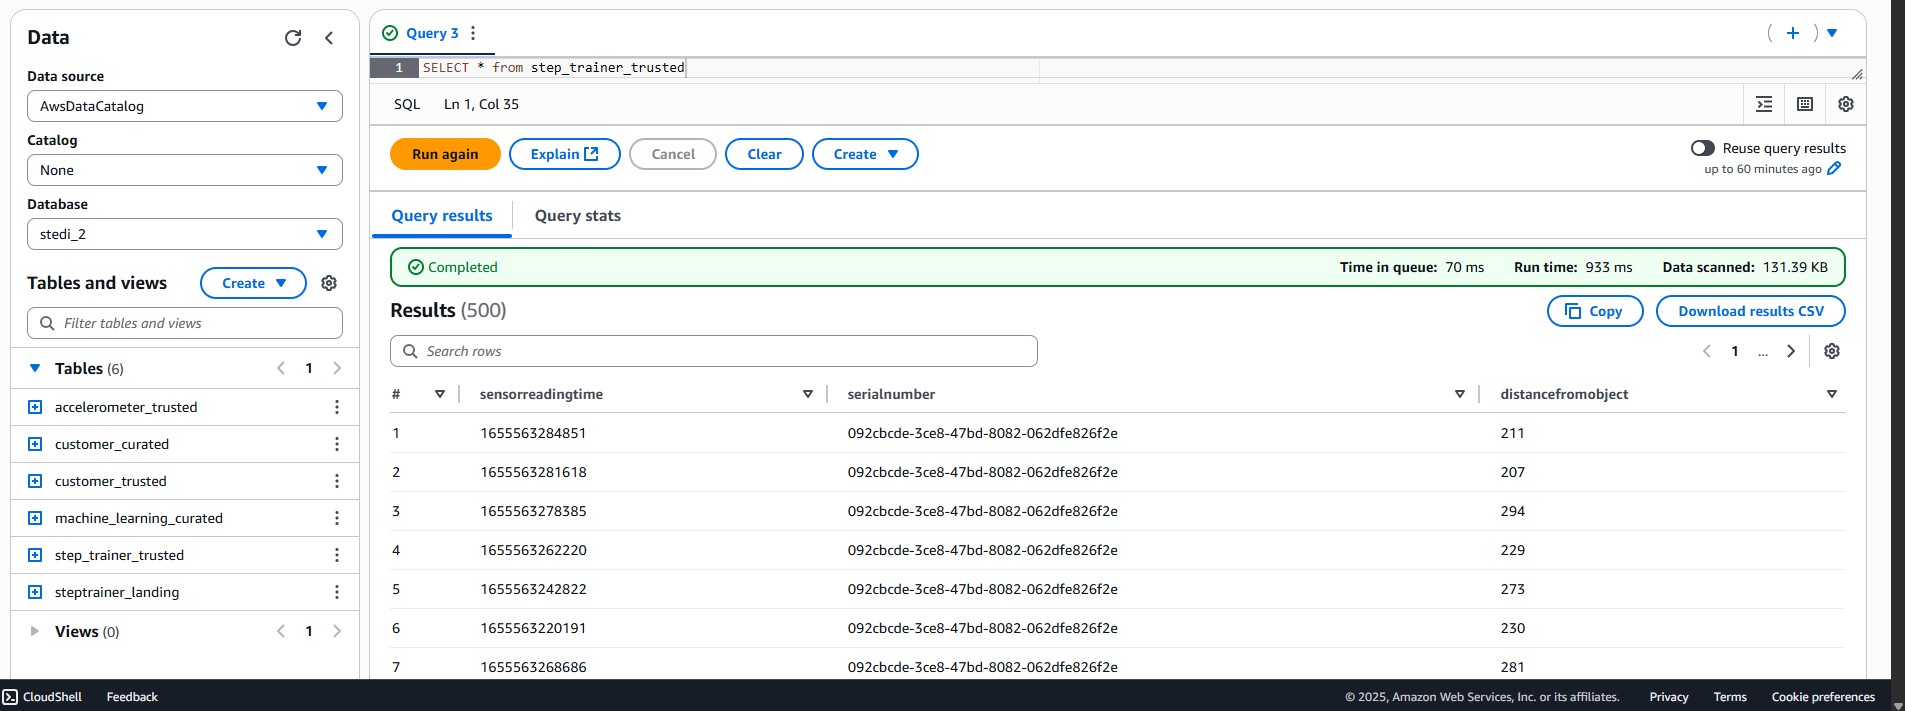 Data
Data source
AwsDataCatalog
Catalog
None
Database
stedi_2
Tables and views
Create
Filter tables and views
Tables (6)
1
accelerometer_trusted
customer_curated
customer_trusted
machine_learning_curated
step_trainer_trusted
steptrainer_landing
Views (0)
1
Query 3
1 SELECT * from step_trainer_trusted
SQL Ln 1, Col 35
Run again Explain Cancel Clear Create
Reuse query results
up to 60 minutes ago
Query results Query stats
Completed Time in queue: 70 ms Run time: 933 ms Data scanned: 131.39 KB
Results (500) Copy Download results CSV
Search rows 1 ...
# sensorreadingtime serialnumber distancefromobject
1 1655563284851 092cbcde-3ce8-47bd-8082-062dfe826f2e 211
2 1655563281618 092cbcde-3ce8-47bd-8082-062dfe826f2e 207
3 1655563278385 092cbcde-3ce8-47bd-8082-062dfe826f2e 294
4 1655563262220 092cbcde-3ce8-47bd-8082-062dfe826f2e 229
5 1655563242822 092cbcde-3ce8-47bd-8082-062dfe826f2e 273
6 1655563220191 092cbcde-3ce8-47bd-8082-062dfe826f2e 230
7 1655563268686 092cbcde-3ce8-47bd-8082-062dfe826f2e 281
CloudShell Feedback © 2025, Amazon Web Services, Inc. or its affiliates. Privacy Terms Cookie preferences